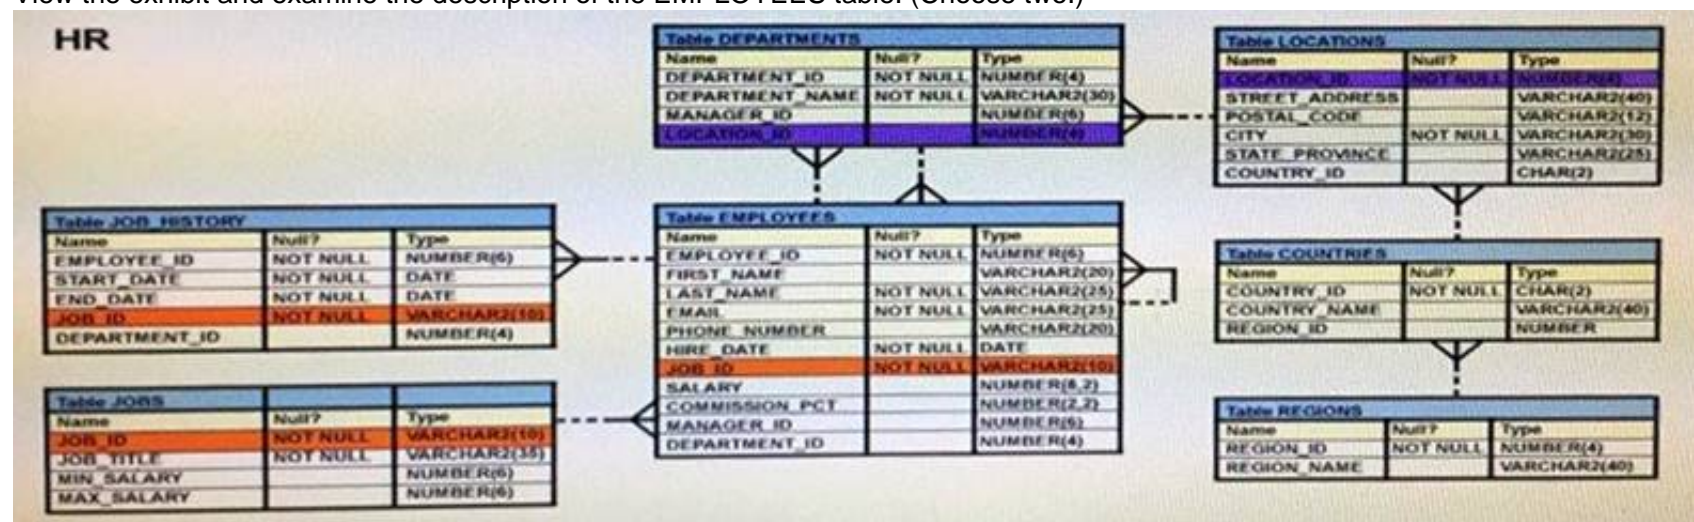 View the exhibit and examine the description of the EMPLOYEES table. (Choose two.)
HR
Table DEPARTMENTS
Name Null? Type
DEPARTMENT_ID NOT NULL NUMBER(4)
DEPARTMENT_NAME NOT NULL VARCHAR2(30)
MANAGER_ID NUMBER(6)
LOCATION_ID NUMBER(4)
Table LOCATIONS
Name Null? Type
LOCATION_ID NOT NULL NUMBER(4)
STREET_ADDRESS VARCHAR2(40)
POSTAL_CODE VARCHAR2(12)
CITY NOT NULL VARCHAR2(30)
STATE_PROVINCE VARCHAR2(25)
COUNTRY_ID CHAR(2)
Table JOB_HISTORY
Name Null? Type
EMPLOYEE_ID NOT NULL NUMBER(6)
START_DATE NOT NULL DATE
END_DATE NOT NULL DATE
JOB_ID NOT NULL VARCHAR2(10)
DEPARTMENT_ID NUMBER(4)
Table EMPLOYEES
Name Null? Type
EMPLOYEE_ID NOT NULL NUMBER(6)
FIRST_NAME VARCHAR2(20)
LAST_NAME NOT NULL VARCHAR2(25)
EMAIL NOT NULL VARCHAR2(25)
PHONE_NUMBER VARCHAR2(20)
HIRE_DATE NOT NULL DATE
JOB_ID NOT NULL VARCHAR2(10)
SALARY NUMBER(8,2)
COMMISSION_PCT NUMBER(2,2)
MANAGER_ID NUMBER(6)
DEPARTMENT_ID NUMBER(4)
Table COUNTRIES
Name Null? Type
COUNTRY_ID NOT NULL CHAR(2)
COUNTRY_NAME VARCHAR2(40)
REGION_ID NUMBER
Table JOBS
Name Null? Type
JOB_ID NOT NULL VARCHAR2(10)
JOB_TITLE NOT NULL VARCHAR2(35)
MIN_SALARY NUMBER(6)
MAX_SALARY NUMBER(6)
Table REGIONS
Name Null? Type
REGION_ID NOT NULL NUMBER(4)
REGION_NAME VARCHAR2(40)